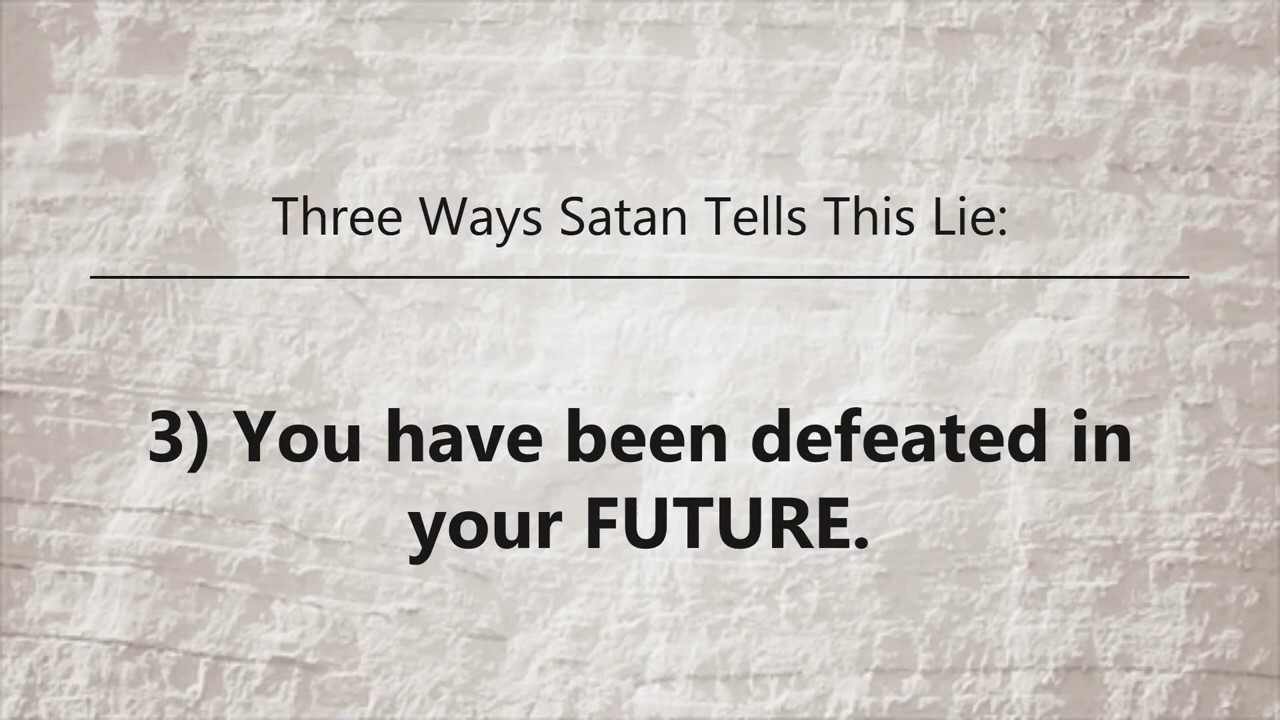 Three Ways Satan Tells This Lie:
3) You have been defeated in
your FUTURE.